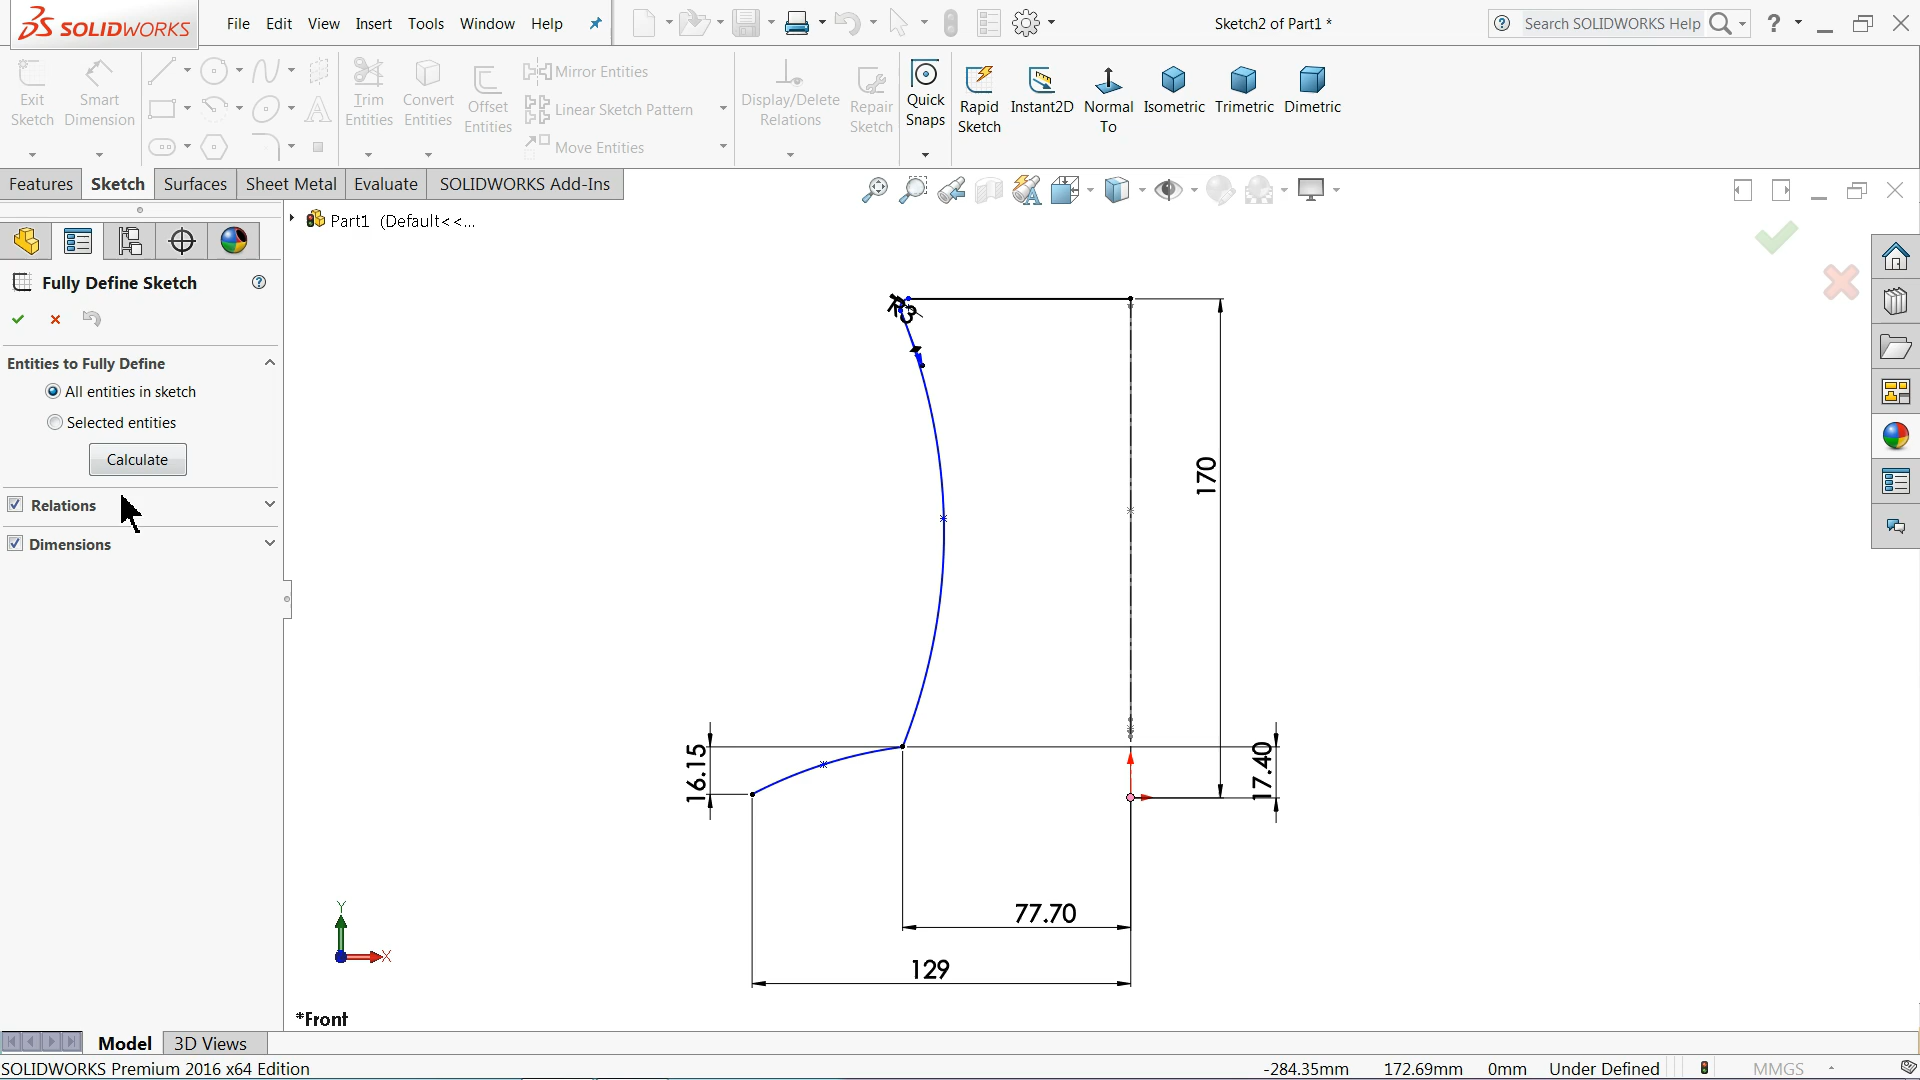 SOLIDWORKS
File Edit View Insert Tools Window Help
Sketch2 of Part1 *
Search SOLIDWORKS Help
Exit Sketch
Smart Dimension
Trim Entities
Convert Entities
Offset Entities
Mirror Entities
Linear Sketch Pattern
Move Entities
Display/Delete Relations
Repair Sketch
Quick Snaps
Rapid Sketch
Instant2D
Normal To
Isometric
Trimetric
Dimetric
Features Sketch Surfaces Sheet Metal Evaluate SOLIDWORKS Add-Ins
Part1 (Default<<...
Fully Define Sketch
Entities to Fully Define
All entities in sketch
Selected entities
Calculate
Relations
Dimensions
R3
170
16.15
17.40
77.70
129
Y
X
*Front
Model 3D Views
SOLIDWORKS Premium 2016 x64 Edition
-284.35mm 172.69mm 0mm Under Defined MMGS